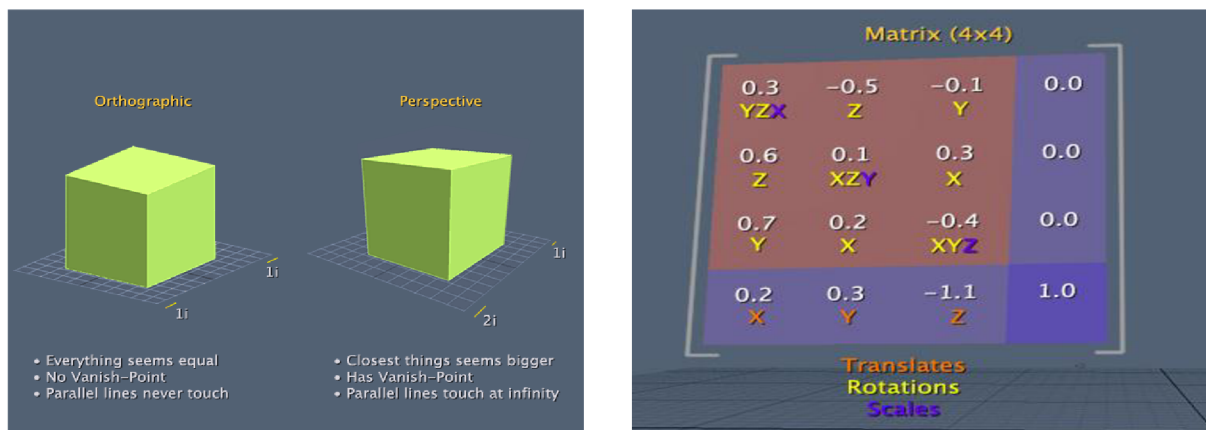 Orthographic
Perspective
1i
1i
1i
2i
• Everything seems equal
• No Vanish-Point
• Parallel lines never touch
• Closest things seems bigger
• Has Vanish-Point
• Parallel lines touch at infinity
Matrix (4x4)
0.3 -0.5 -0.1 0.0
YZX Z Y
0.6 0.1 0.3 0.0
Z XZY X
0.7 0.2 -0.4 0.0
Y X XYZ
0.2 0.3 -1.1 1.0
X Y Z
Translates
Rotations
Scales